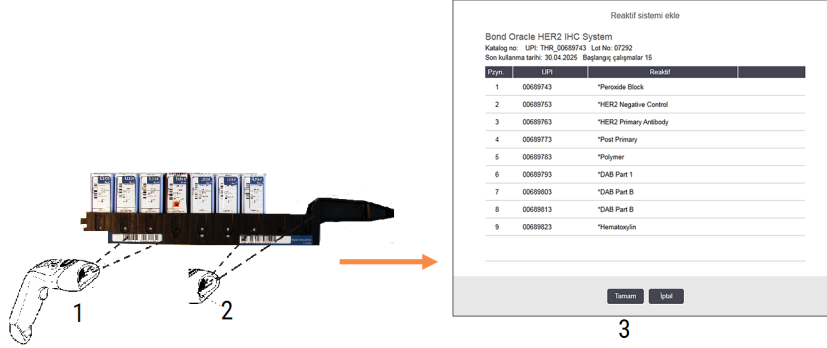 Reaktif sistemi ekle
Bond Oracle HER2 IHC System
Katalog no: UPI: THR_00689743 Lot No: 07292
Son kullanma tarihi: 30.04.2025 Başlangıç çalışmalar 15
Pzyn. UPI Reaktif
1 00689743 *Peroxide Block
2 00689753 *HER2 Negative Control
3 00689763 *HER2 Primary Antibody
4 00689773 *Post Primary
5 00689783 *Polymer
6 00689793 *DAB Part 1
7 00689803 *DAB Part B
8 00689813 *DAB Part B
9 00689823 *Hematoxylin
Tamam İptal
1
2
3